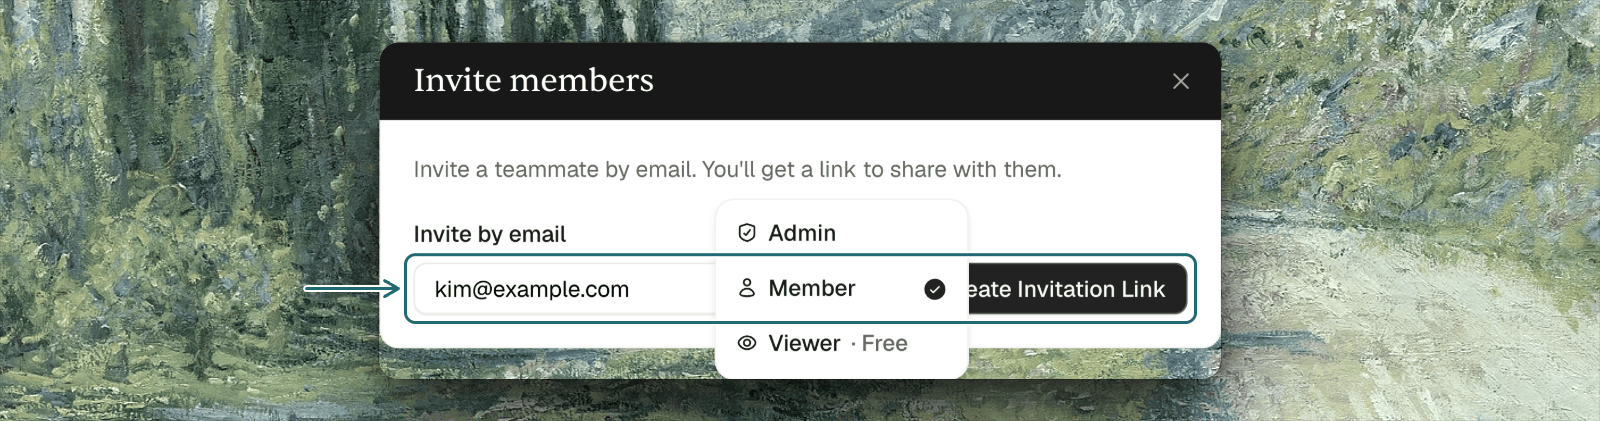 Invite members
Invite a teammate by email. You'll get a link to share with them.
Invite by email
Admin
kim@example.com
Member
eate Invitation Link
Viewer · Free